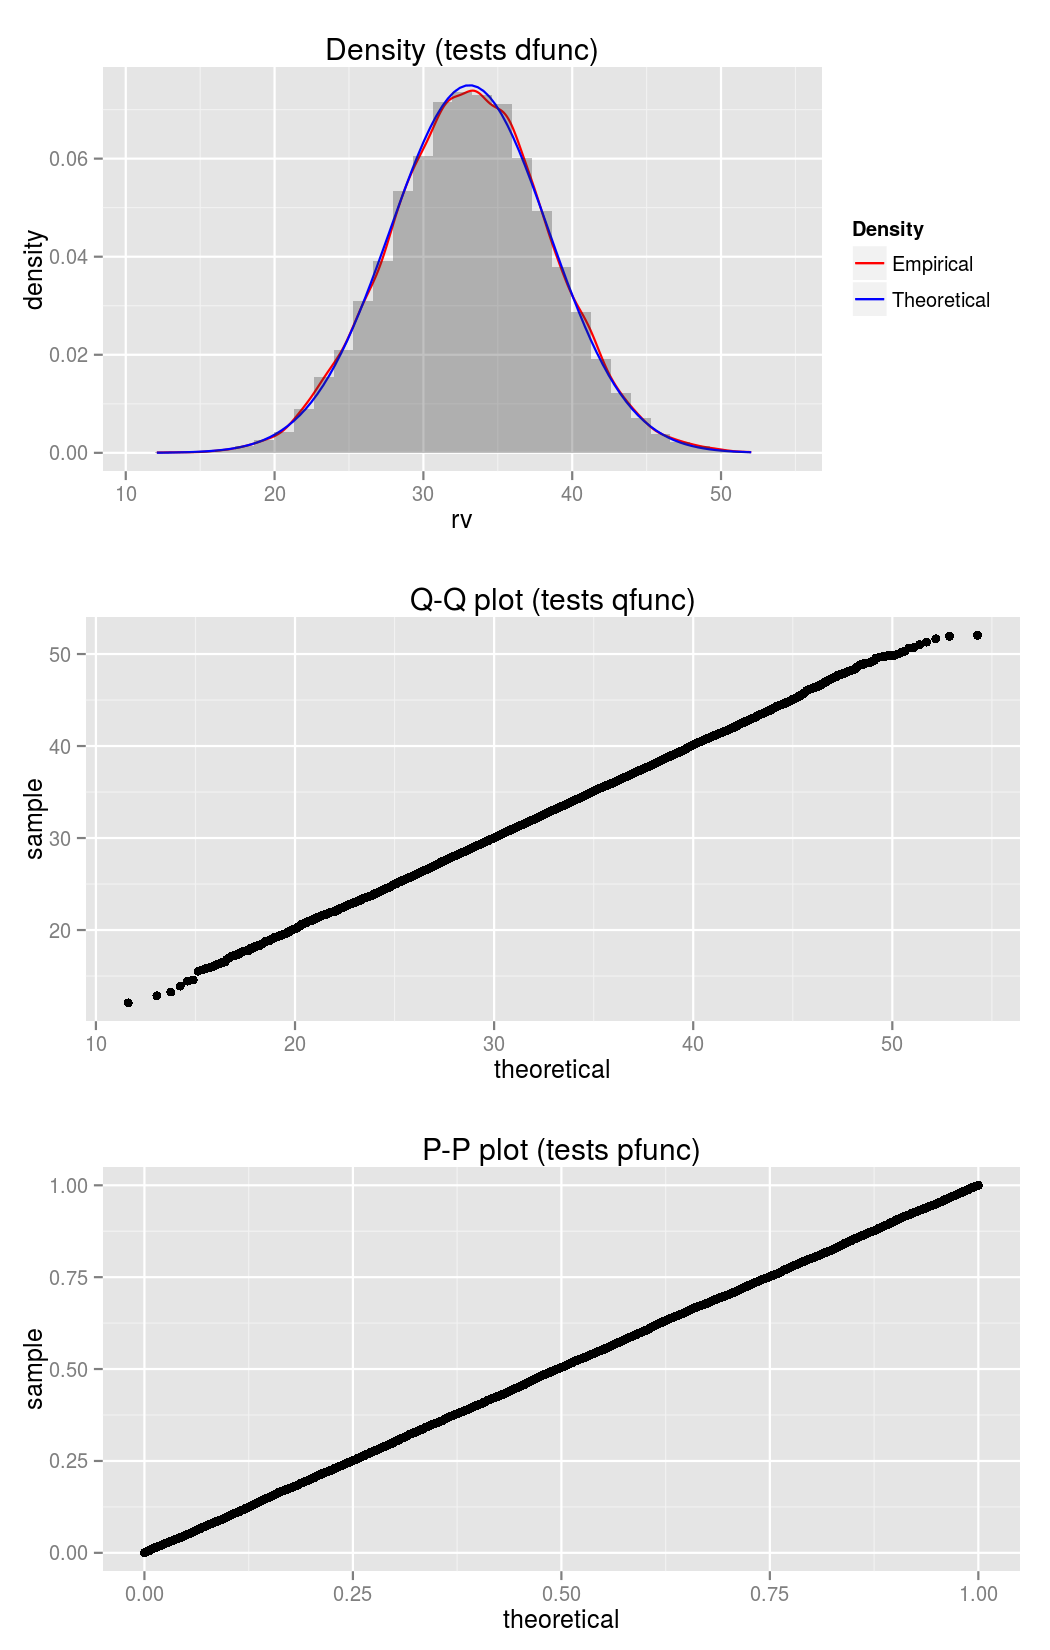 Density (tests dfunc)
density
0.06
0.04
0.02
0.00
10 20 30 40 50
rv
Density
Empirical
Theoretical
Q-Q plot (tests qfunc)
sample
50
40
30
20
10 20 30 40 50
theoretical
P-P plot (tests pfunc)
sample
1.00
0.75
0.50
0.25
0.00
0.00 0.25 0.50 0.75 1.00
theoretical